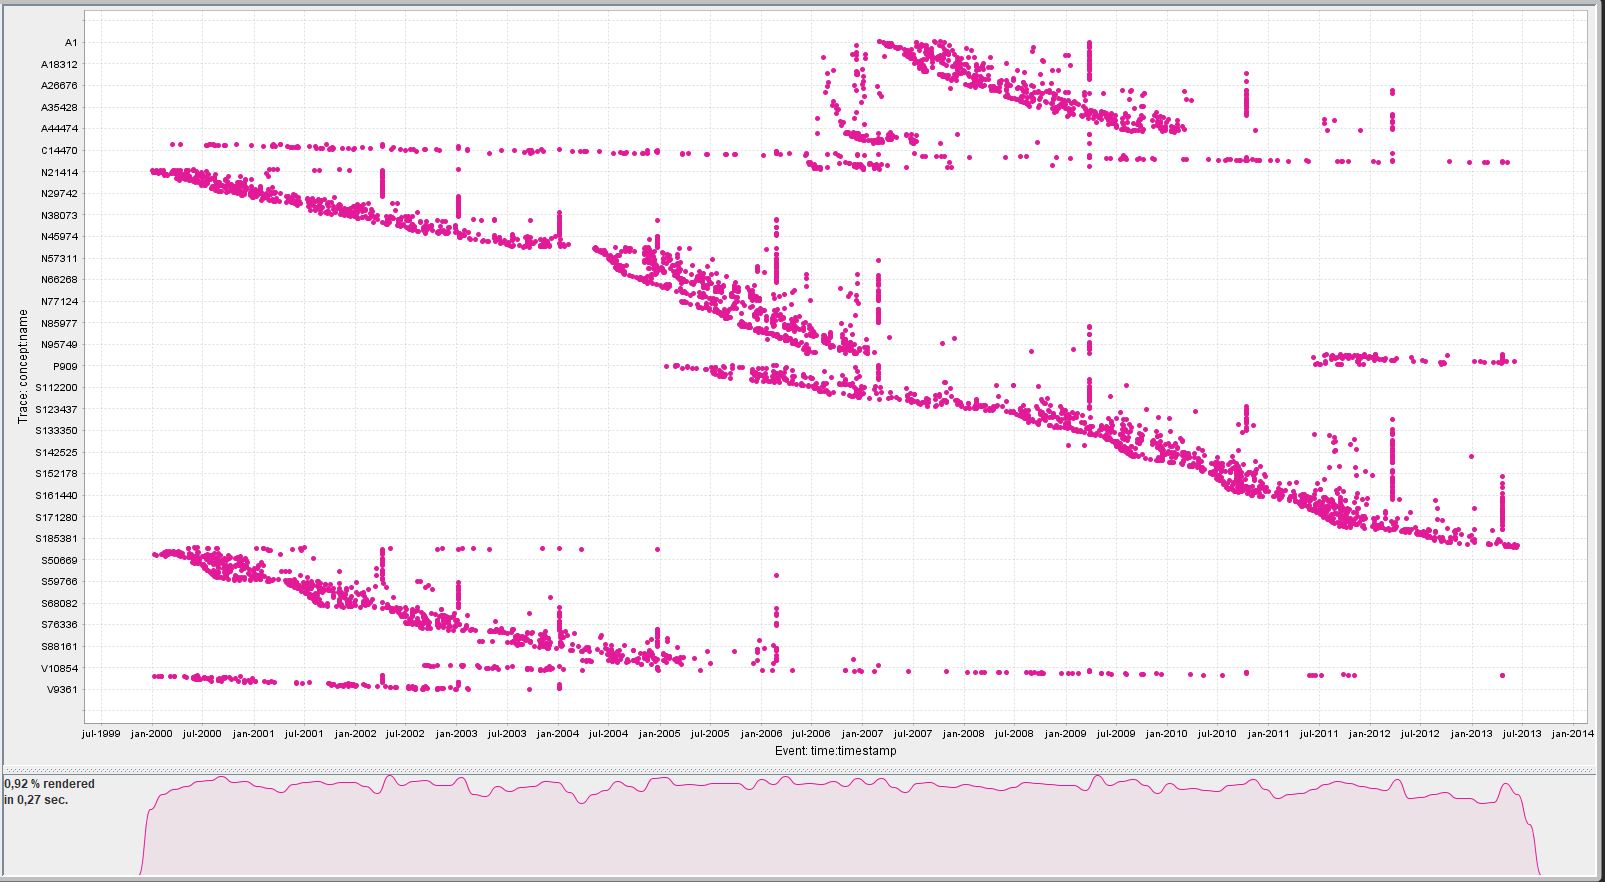 A1
A18312
A26676
A35428
A44474
C14470
N21414
N29742
N38073
N45974
N57311
N66268
N77124
N85977
N95749
P909
S112200
S123437
S133350
S142525
S152178
S161440
S171280
S185381
S50669
S59766
S68082
S76336
S88161
V10854
V9361
Trace: concept:name
jul-1999 jan-2000 jul-2000 jan-2001 jul-2001 jan-2002 jul-2002 jan-2003 jul-2003 jan-2004 jul-2004 jan-2005 jul-2005 jan-2006 jul-2006 jan-2007 jul-2007 jan-2008 jul-2008 jan-2009 jul-2009 jan-2010 jul-2010 jan-2011 jul-2011 jan-2012 jul-2012 jan-2013 jul-2013 jan-2014
Event: time:timestamp
0,92 % rendered
in 0,27 sec.